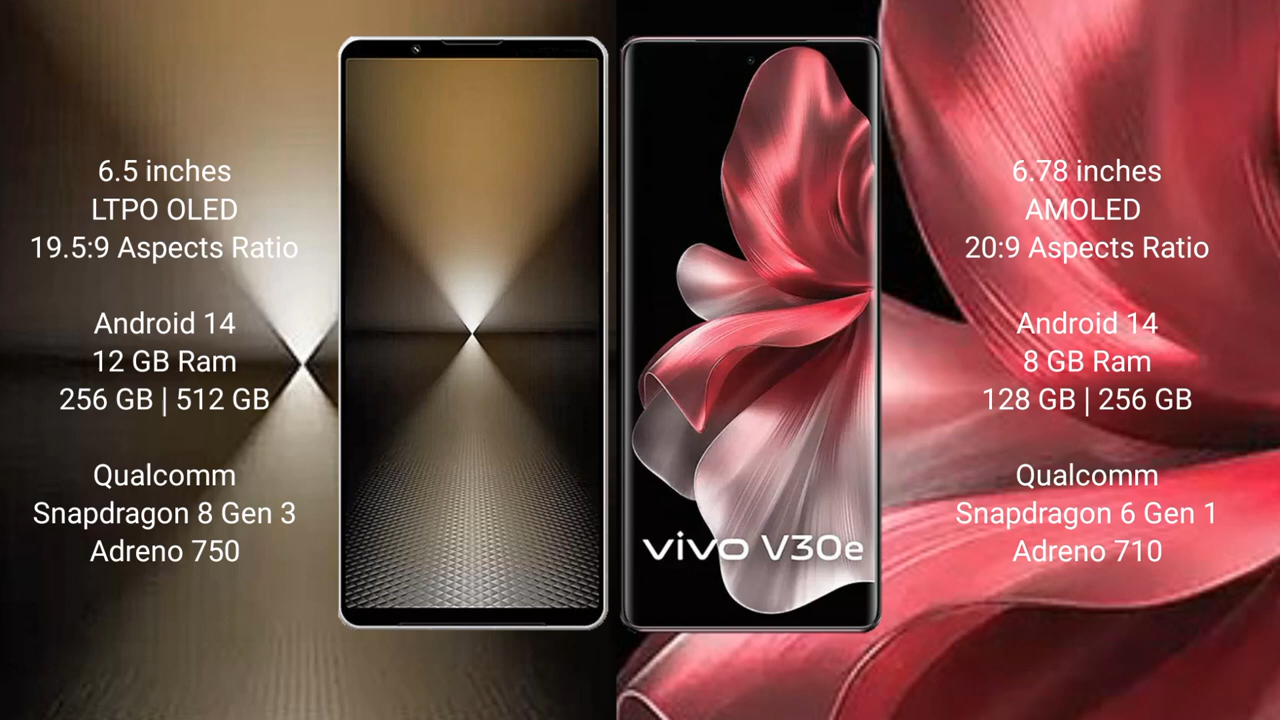 6.5 inches
LTPO OLED
19.5:9 Aspects Ratio
Android 14
12 GB Ram
256 GB | 512 GB
Qualcomm
Snapdragon 8 Gen 3
Adreno 750
vivo V30e
6.78 inches
AMOLED
20:9 Aspects Ratio
Android 14
8 GB Ram
128 GB | 256 GB
Qualcomm
Snapdragon 6 Gen 1
Adreno 710